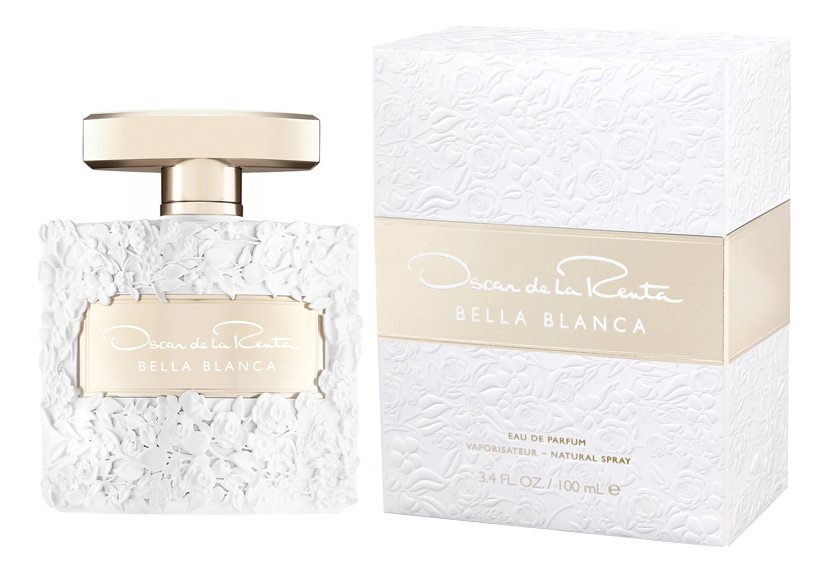 Oscar de la Renta
BELLA BLANCA
Oscar de la Renta
BELLA BLANCA
EAU DE PARFUM
VAPORISATEUR – NATURAL SPRAY
3.4 FL. OZ. / 100 mL ℮